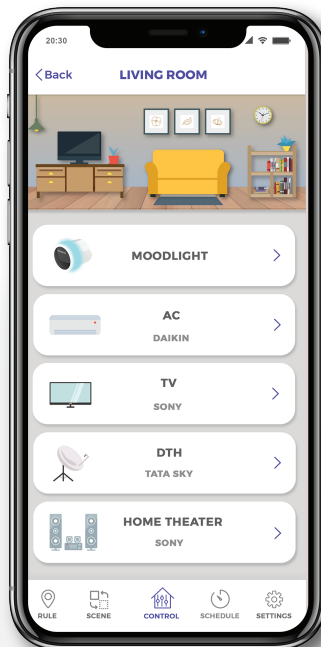 20:30
Back
LIVING ROOM
MOODLIGHT
AC
DAIKIN
TV
SONY
DTH
TATA SKY
HOME THEATER
SONY
RULE
SCENE
CONTROL
SCHEDULE
SETTINGS